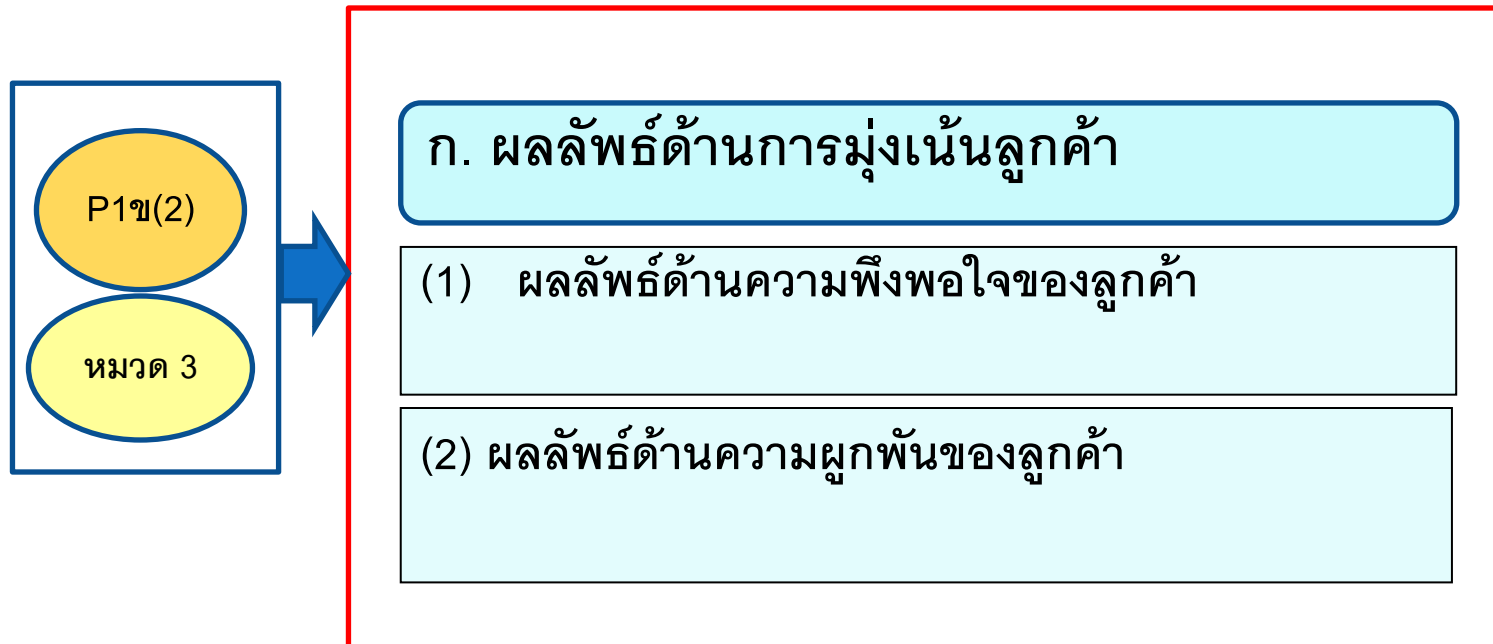 P1ข(2)
หมวด 3
ก. ผลลัพธ์ด้านการมุ่งเน้นลูกค้า
(1) ผลลัพธ์ด้านความพึงพอใจของลูกค้า
(2) ผลลัพธ์ด้านความผูกพันของลูกค้า